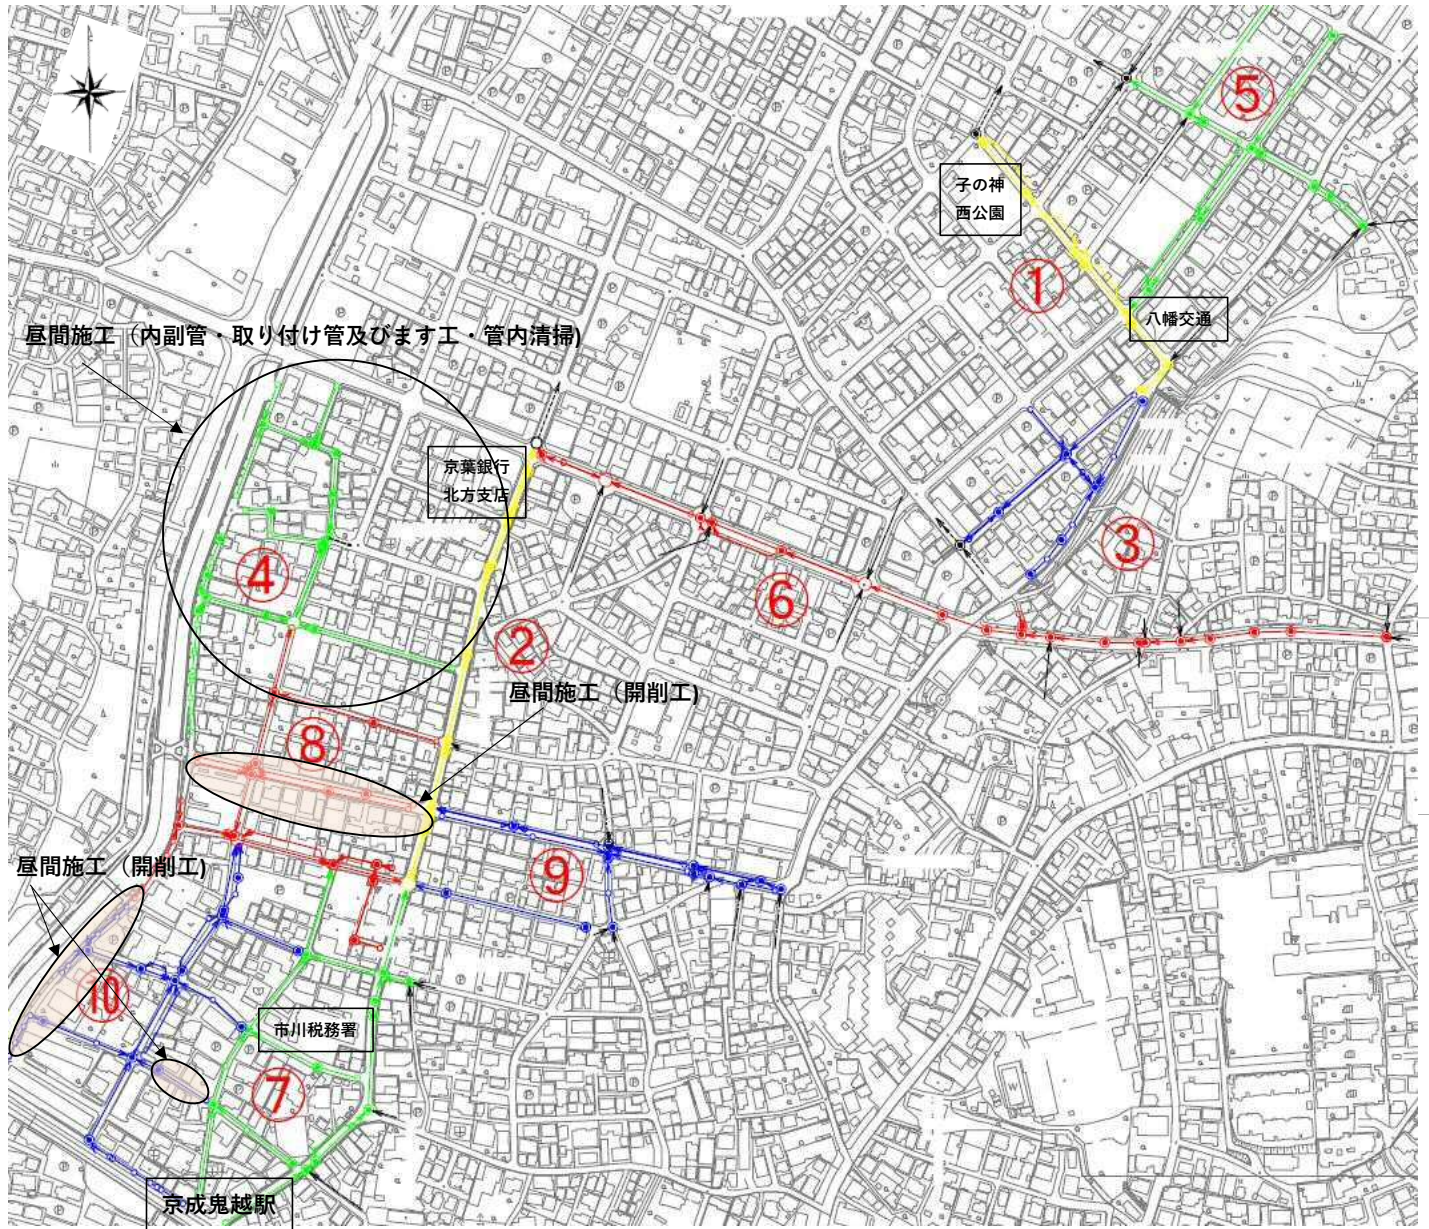 ⑤
子の神
西公園
①
八幡交通
昼間施工（内副管・取り付け管及びます工・管内清掃)
京葉銀行
北方支店
③
④
⑥
②
昼間施工（開削工)
⑧
昼間施工（開削工)
⑨
⑩
市川税務署
⑦
京成鬼越駅